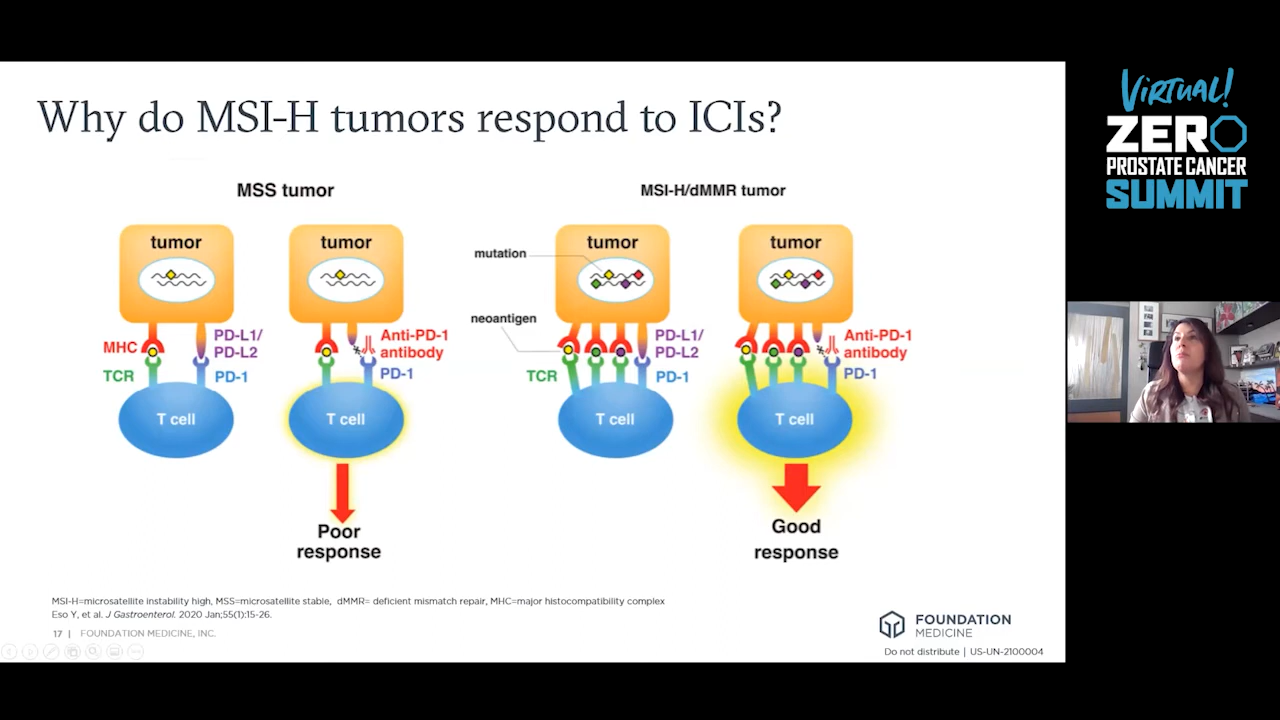 Why do MSI-H tumors respond to ICIs?
MSS tumor
tumor
tumor
MHC
PD-L1/
PD-L2
TCR
PD-1
Anti-PD-1
antibody
PD-1
T cell
T cell
Poor
response
MSI-H/dMMR tumor
tumor
tumor
mutation
neoantigen
PD-L1/
PD-L2
TCR
PD-1
Anti-PD-1
antibody
PD-1
T cell
T cell
Good
response
MSI-H=microsatellite instability high, MSS=microsatellite stable, dMMR= deficient mismatch repair, MHC=major histocompatibility complex
Eso Y, et al. J Gastroenterol. 2020 Jan;55(1):15-26.
17 | FOUNDATION MEDICINE, INC.
FOUNDATION
MEDICINE
Do not distribute | US-UN-2100004
VIRTUAL!
ZERO
PROSTATE CANCER
SUMMIT